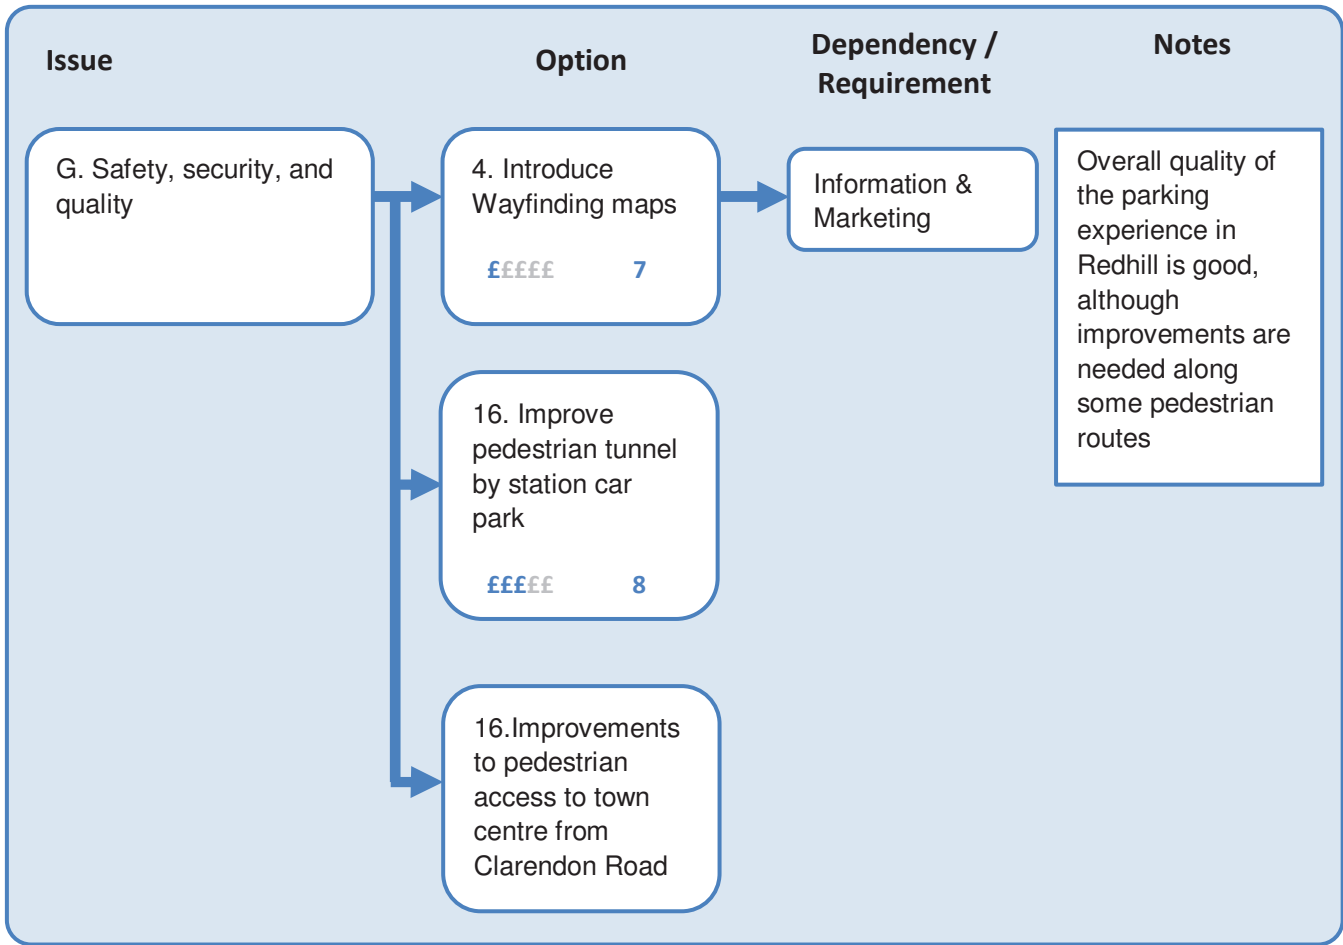 Issue
Option
Dependency /
Requirement
Notes
G. Safety, security, and
quality
4. Introduce
Wayfinding maps
£££££ 7
Information &
Marketing
Overall quality of
the parking
experience in
Redhill is good,
although
improvements are
needed along
some pedestrian
routes
16. Improve
pedestrian tunnel
by station car
park
£££££ 8
16.Improvements
to pedestrian
access to town
centre from
Clarendon Road